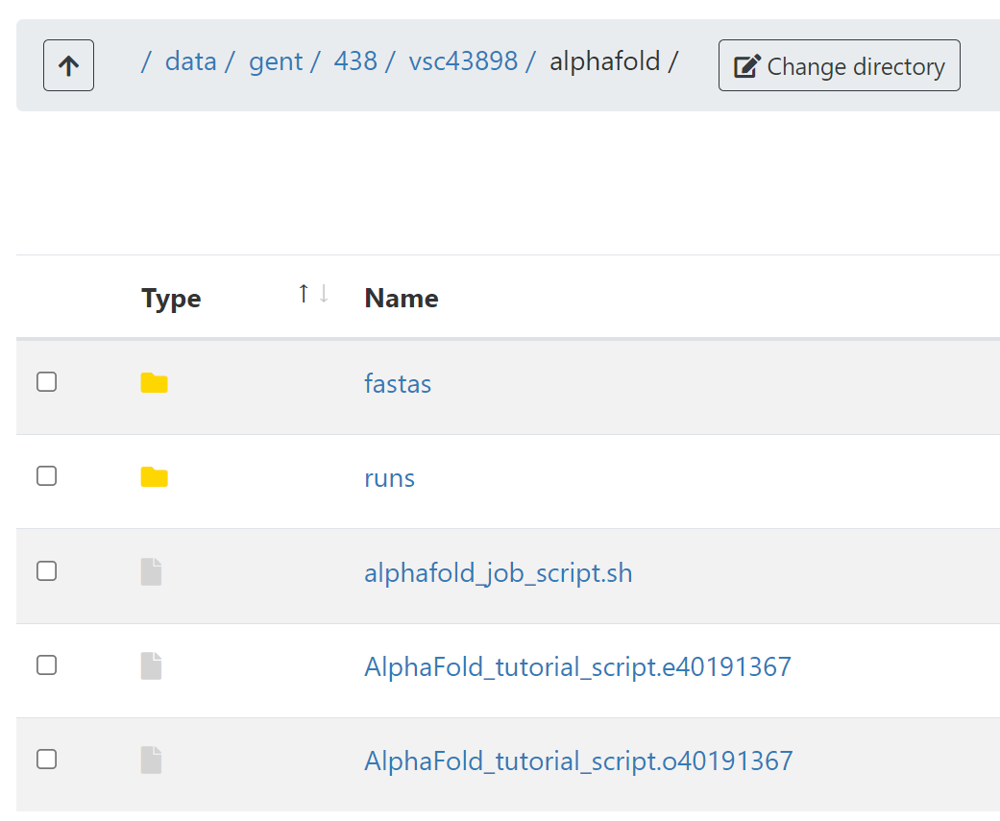 / data / gent / 438 / vsc43898 / alphafold / Change directory
Type Name
fastas
runs
alphafold_job_script.sh
AlphaFold_tutorial_script.e40191367
AlphaFold_tutorial_script.o40191367